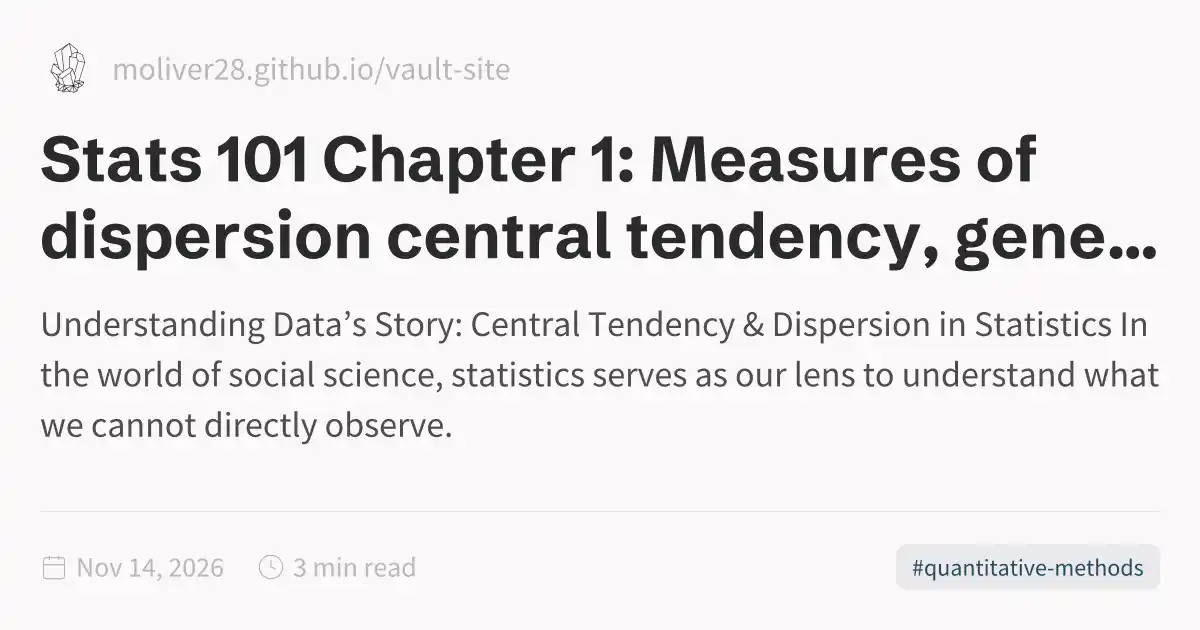 moliver28.github.io/vault-site
Stats 101 Chapter 1: Measures of
dispersion central tendency, gene...
Understanding Data’s Story: Central Tendency & Dispersion in Statistics In
the world of social science, statistics serves as our lens to understand what
we cannot directly observe.
Nov 14, 2026 3 min read #quantitative-methods